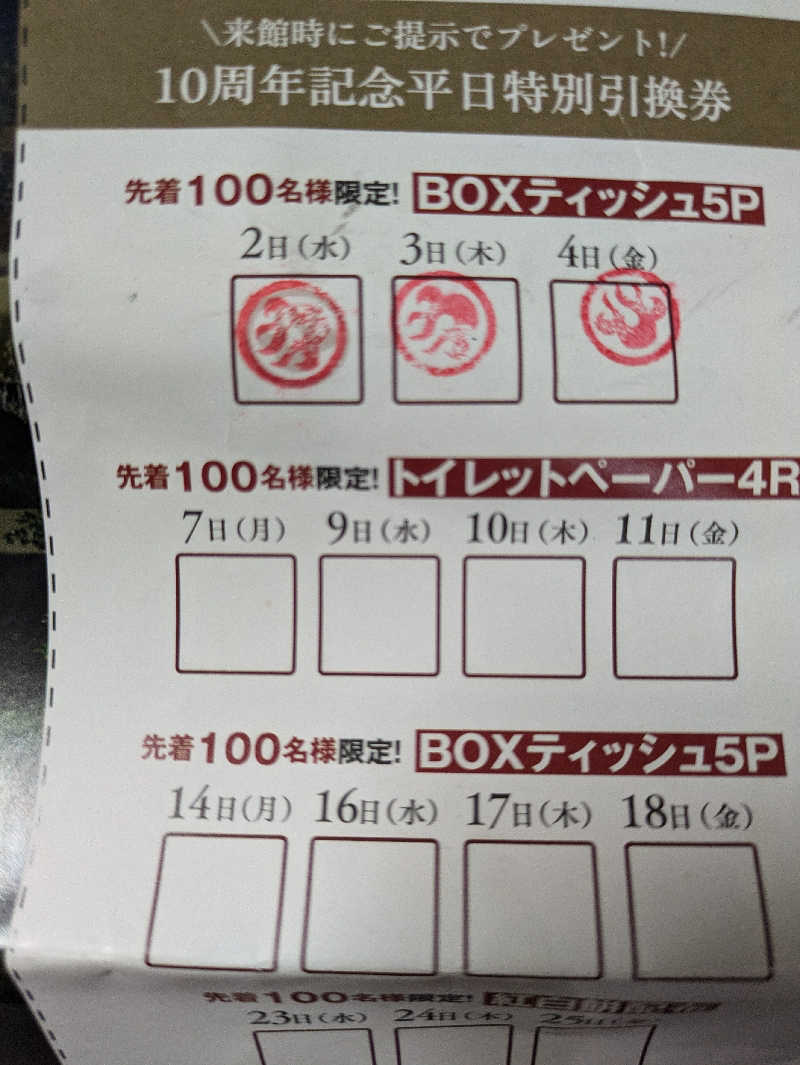 \来館時にご提示でプレゼント!/
10周年記念平日特別引換券
先着100名様限定! BOXティッシュ5P
2日(水) 3日(木) 4日(金)
先着100名様限定! トイレットペーパー4R
7日(月) 9日(水) 10日(木) 11日(金)
先着100名様限定! BOXティッシュ5P
14日(月) 16日(水) 17日(木) 18日(金)
先着100名様限定!
23日(水) 24日(木) 25日(金)